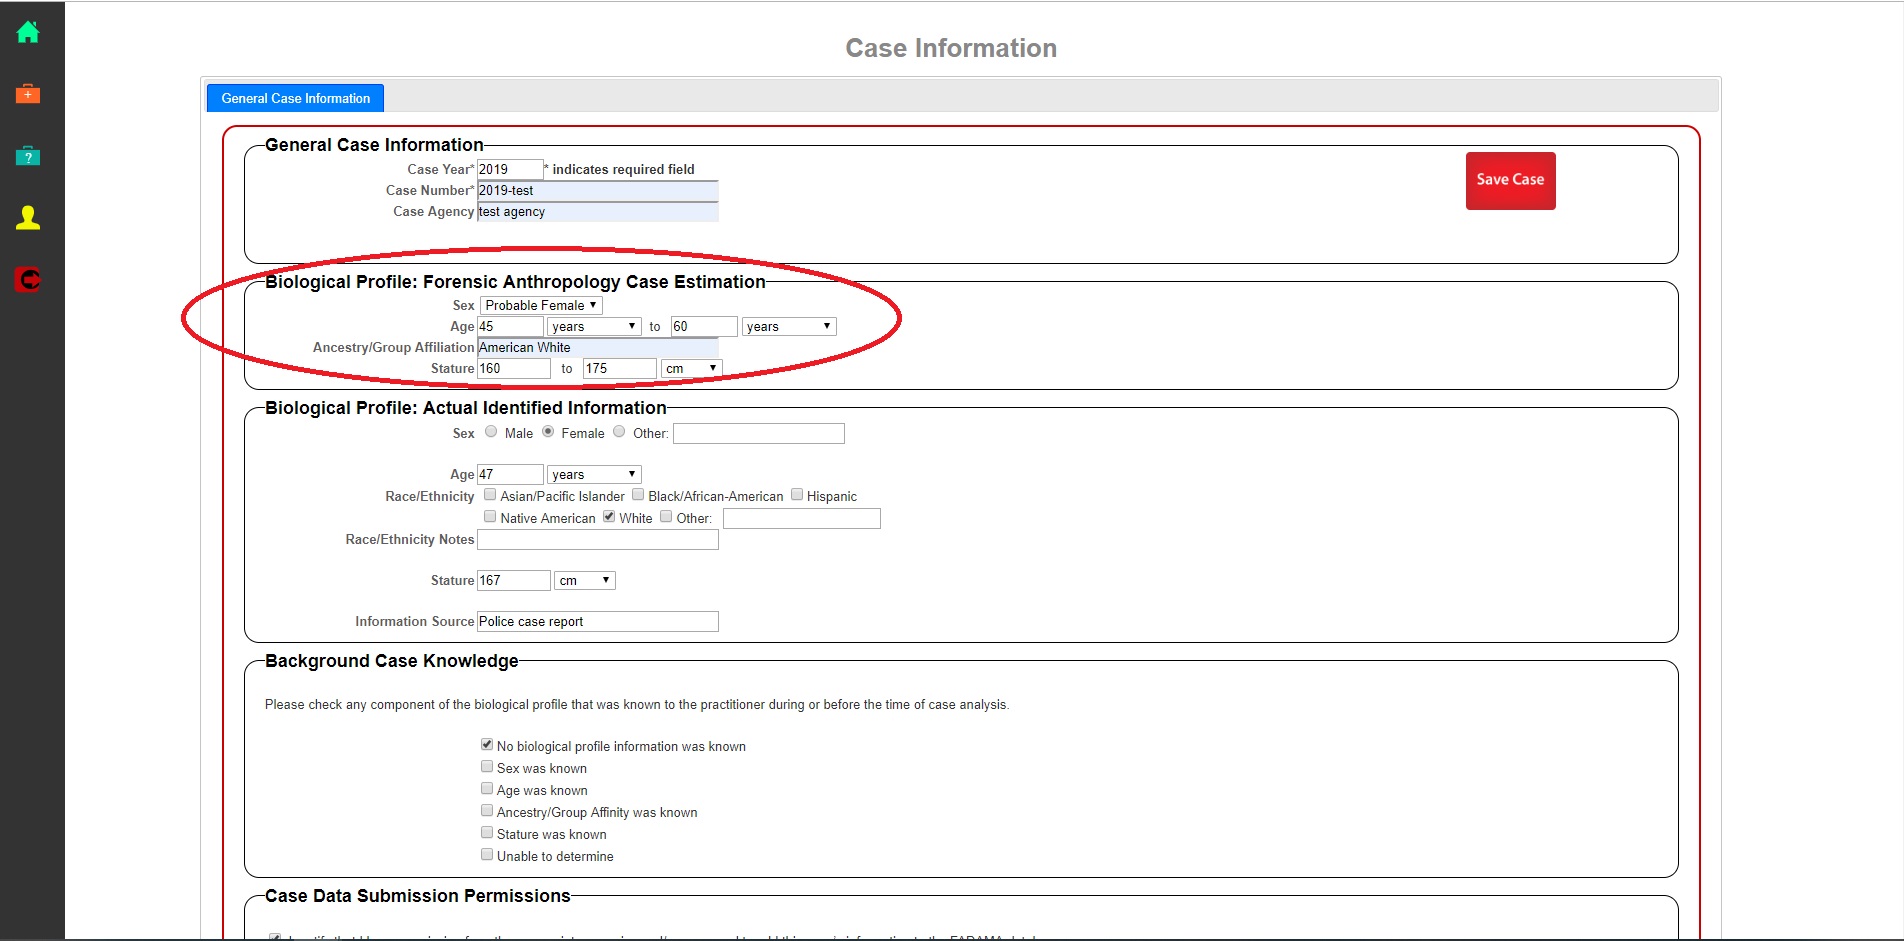 Case Information
General Case Information
General Case Information
Case Year* 2019 * indicates required field
Save Case
Case Number* 2019-test
Case Agency test agency
Biological Profile: Forensic Anthropology Case Estimation
Sex Probable Female
Age 45 years to 60 years
Ancestry/Group Affiliation American White
Stature 160 to 175 cm
Biological Profile: Actual Identified Information
Sex Male Female Other:
Age 47 years
Race/Ethnicity Asian/Pacific Islander Black/African-American Hispanic
Native American White Other:
Race/Ethnicity Notes
Stature 167 cm
Information Source Police case report
Background Case Knowledge
Please check any component of the biological profile that was known to the practitioner during or before the time of case analysis.
No biological profile information was known
Sex was known
Age was known
Ancestry/Group Affinity was known
Stature was known
Unable to determine
Case Data Submission Permissions